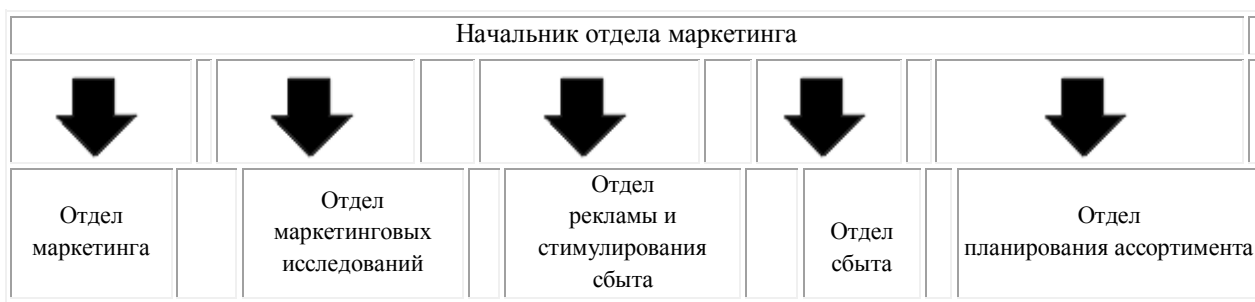 Начальник отдела маркетинга
Отдел
маркетинга
Отдел
маркетинговых
исследований
Отдел
рекламы и
стимулирования
сбыта
Отдел
сбыта
Отдел
планирования ассортимента